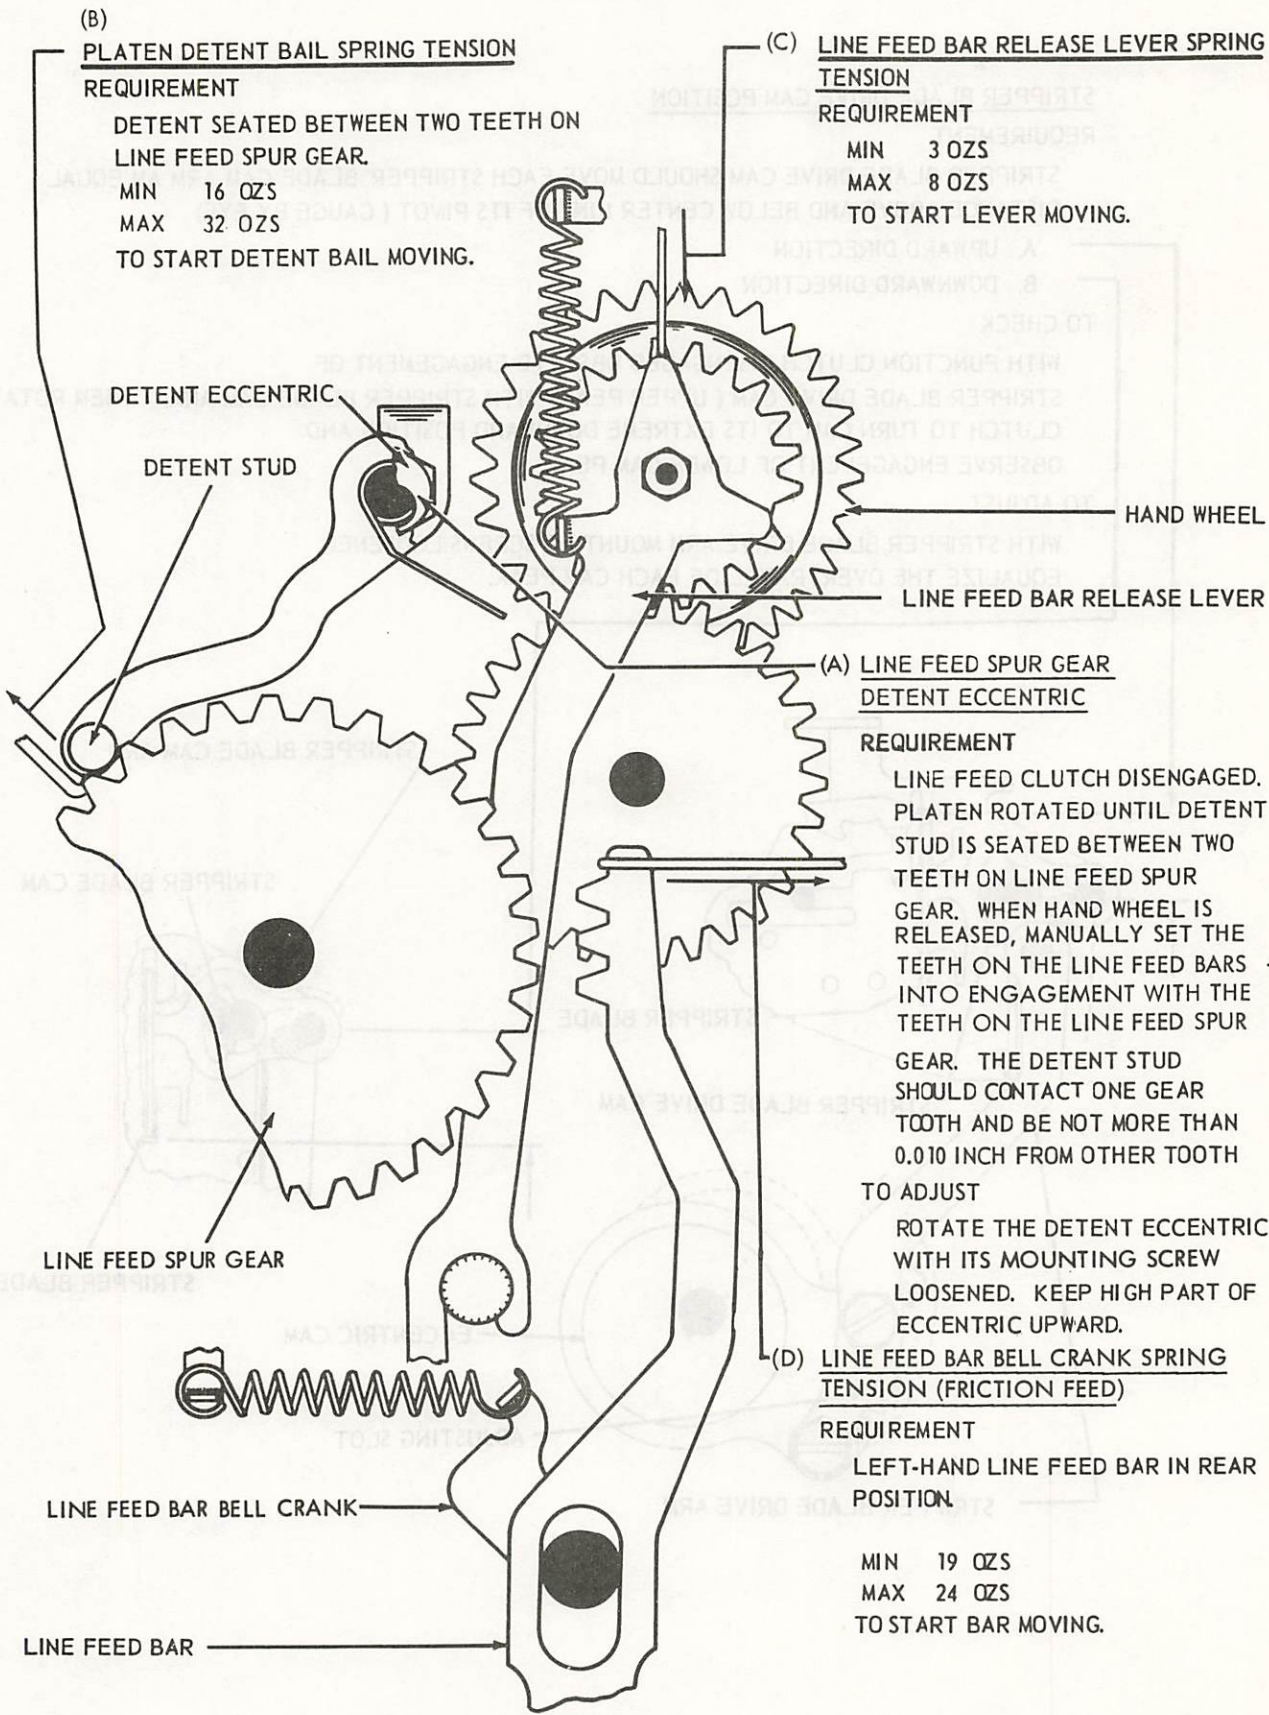 (B)
PLATEN DETENT BAIL SPRING TENSION
REQUIREMENT
DETENT SEATED BETWEEN TWO TEETH ON
LINE FEED SPUR GEAR.
MIN 16 OZS
MAX 32 OZS
TO START DETENT BAIL MOVING.
(C) LINE FEED BAR RELEASE LEVER SPRING
TENSION
REQUIREMENT
MIN 3 OZS
MAX 8 OZS
TO START LEVER MOVING.
DETENT ECCENTRIC
DETENT STUD
HAND WHEEL
LINE FEED BAR RELEASE LEVER
(A) LINE FEED SPUR GEAR
DETENT ECCENTRIC
REQUIREMENT
LINE FEED CLUTCH DISENGAGED.
PLATEN ROTATED UNTIL DETENT
STUD IS SEATED BETWEEN TWO
TEETH ON LINE FEED SPUR
GEAR. WHEN HAND WHEEL IS
RELEASED, MANUALLY SET THE
TEETH ON THE LINE FEED BARS
INTO ENGAGEMENT WITH THE
TEETH ON THE LINE FEED SPUR
GEAR. THE DETENT STUD
SHOULD CONTACT ONE GEAR
TOOTH AND BE NOT MORE THAN
0.010 INCH FROM OTHER TOOTH
TO ADJUST
ROTATE THE DETENT ECCENTRIC
WITH ITS MOUNTING SCREW
LOOSENED. KEEP HIGH PART OF
ECCENTRIC UPWARD.
LINE FEED SPUR GEAR
(D) LINE FEED BAR BELL CRANK SPRING
TENSION (FRICTION FEED)
REQUIREMENT
LEFT-HAND LINE FEED BAR IN REAR
POSITION.
MIN 19 OZS
MAX 24 OZS
TO START BAR MOVING.
LINE FEED BAR BELL CRANK
LINE FEED BAR